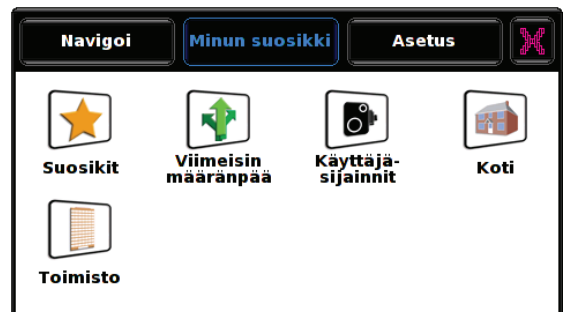 Navigoi Minun suosikki Asetus
Suosikit Viimeisin määränpää Käyttäjä-sijainnit Koti
Toimisto